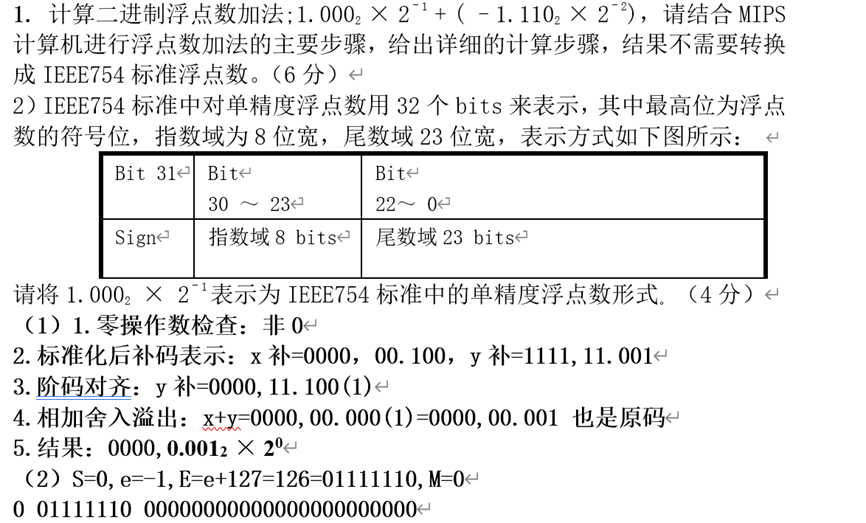 1. 计算二进制浮点数加法;1.000₂ × 2⁻¹ + ( –1.110₂ × 2⁻²), 请结合 MIPS
计算机进行浮点数加法的主要步骤，给出详细的计算步骤，结果不需要转换
成 IEEE754 标准浮点数。(6 分)↵
2）IEEE754 标准中对单精度浮点数用 32 个 bits 来表示，其中最高位为浮点
数的符号位，指数域为 8 位宽，尾数域 23 位宽，表示方式如下图所示： ↵
Bit 31↵ Bit↵ Bit↵
30 ～ 23↵ 22～ 0↵
Sign↵ 指数域 8 bits↵ 尾数域 23 bits↵
请将 1.000₂ × 2⁻¹表示为 IEEE754 标准中的单精度浮点数形式。（4 分）↵
（1）1.零操作数检查：非 0↵
2.标准化后补码表示：x 补=0000，00.100，y 补=1111,11.001↵
3.阶码对齐：y 补=0000,11.100(1)↵
4.相加舍入溢出：x+y=0000,00.000(1)=0000,00.001 也是原码↵
5.结果：0000,0.001₂ × 2⁰↵
（2）S=0,e=-1,E=e+127=126=01111110,M=0↵
0 01111110 00000000000000000000000↵